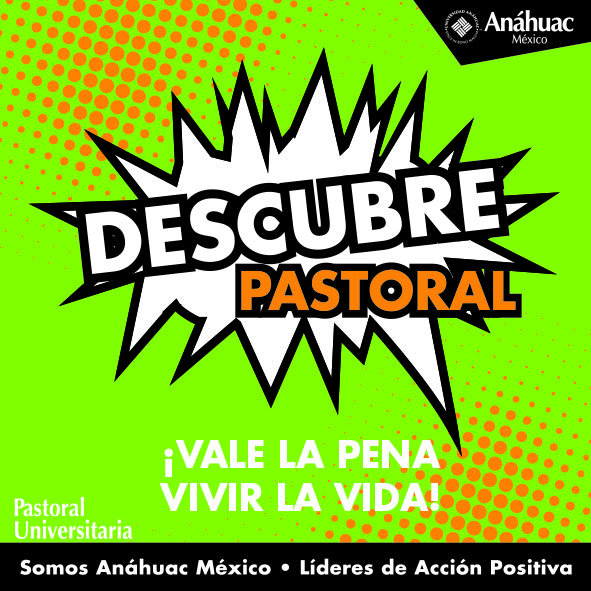 Anáhuac
México
DESCUBRE
PASTORAL
¡VALE LA PENA
VIVIR LA VIDA!
Pastoral
Universitaria
Somos Anáhuac México • Líderes de Acción Positiva